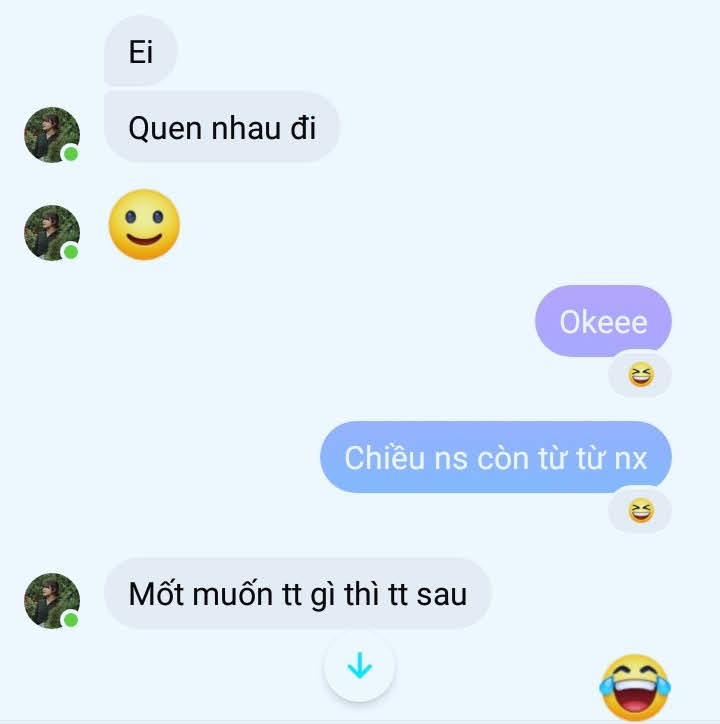 Ei
Quen nhau đi
Okeee
Chiều ns còn từ từ nx
Mốt muốn tt gì thì tt sau